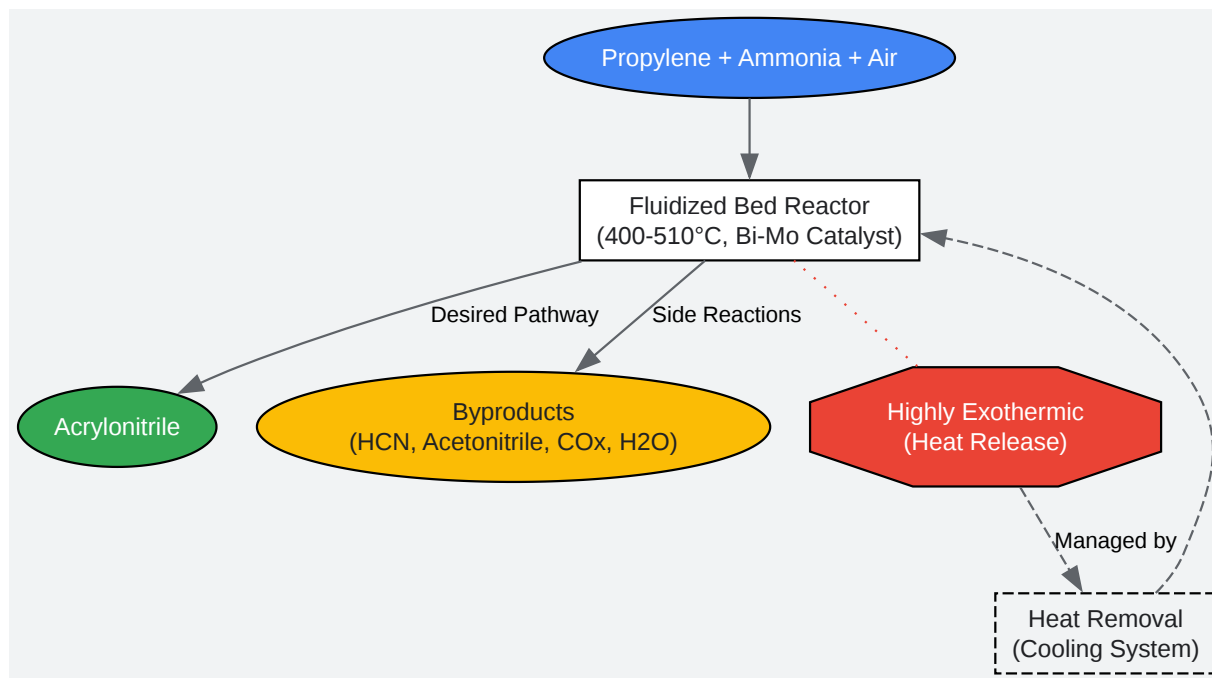 Propylene + Ammonia + Air
Fluidized Bed Reactor
(400-510°C, Bi-Mo Catalyst)
Desired Pathway
Side Reactions
Acrylonitrile
Byproducts
(HCN, Acetonitrile, COx, H2O)
Highly Exothermic
(Heat Release)
Managed by
Heat Removal
(Cooling System)